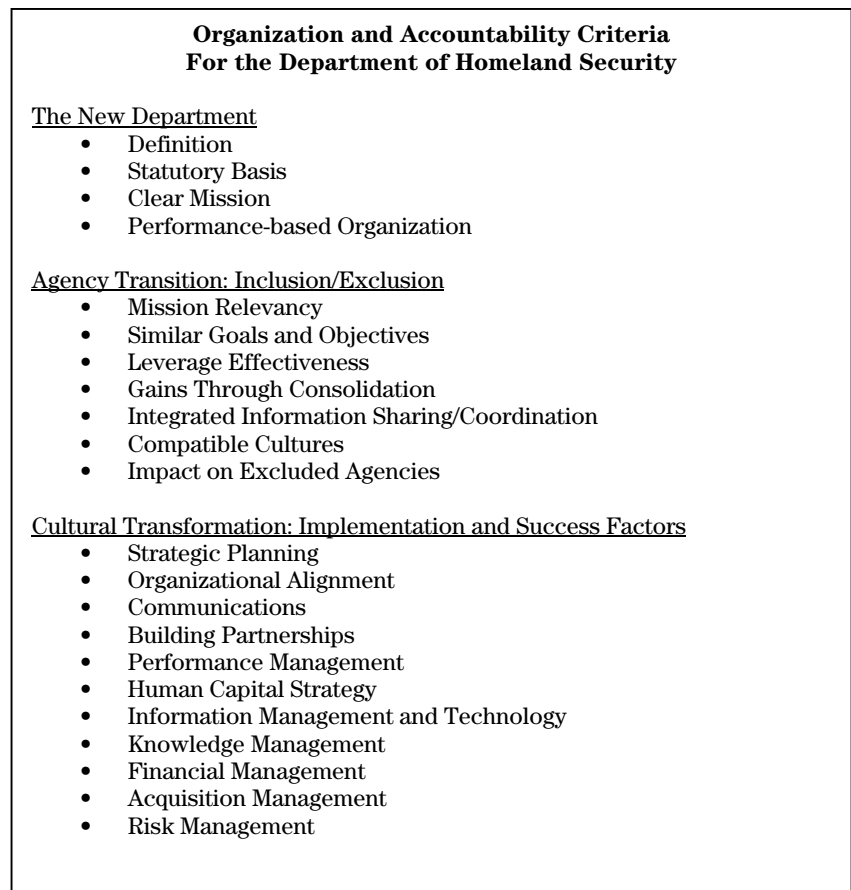 Organization and Accountability Criteria
For the Department of Homeland Security
The New Department
• Definition
• Statutory Basis
• Clear Mission
• Performance-based Organization
Agency Transition: Inclusion/Exclusion
• Mission Relevancy
• Similar Goals and Objectives
• Leverage Effectiveness
• Gains Through Consolidation
• Integrated Information Sharing/Coordination
• Compatible Cultures
• Impact on Excluded Agencies
Cultural Transformation: Implementation and Success Factors
• Strategic Planning
• Organizational Alignment
• Communications
• Building Partnerships
• Performance Management
• Human Capital Strategy
• Information Management and Technology
• Knowledge Management
• Financial Management
• Acquisition Management
• Risk Management